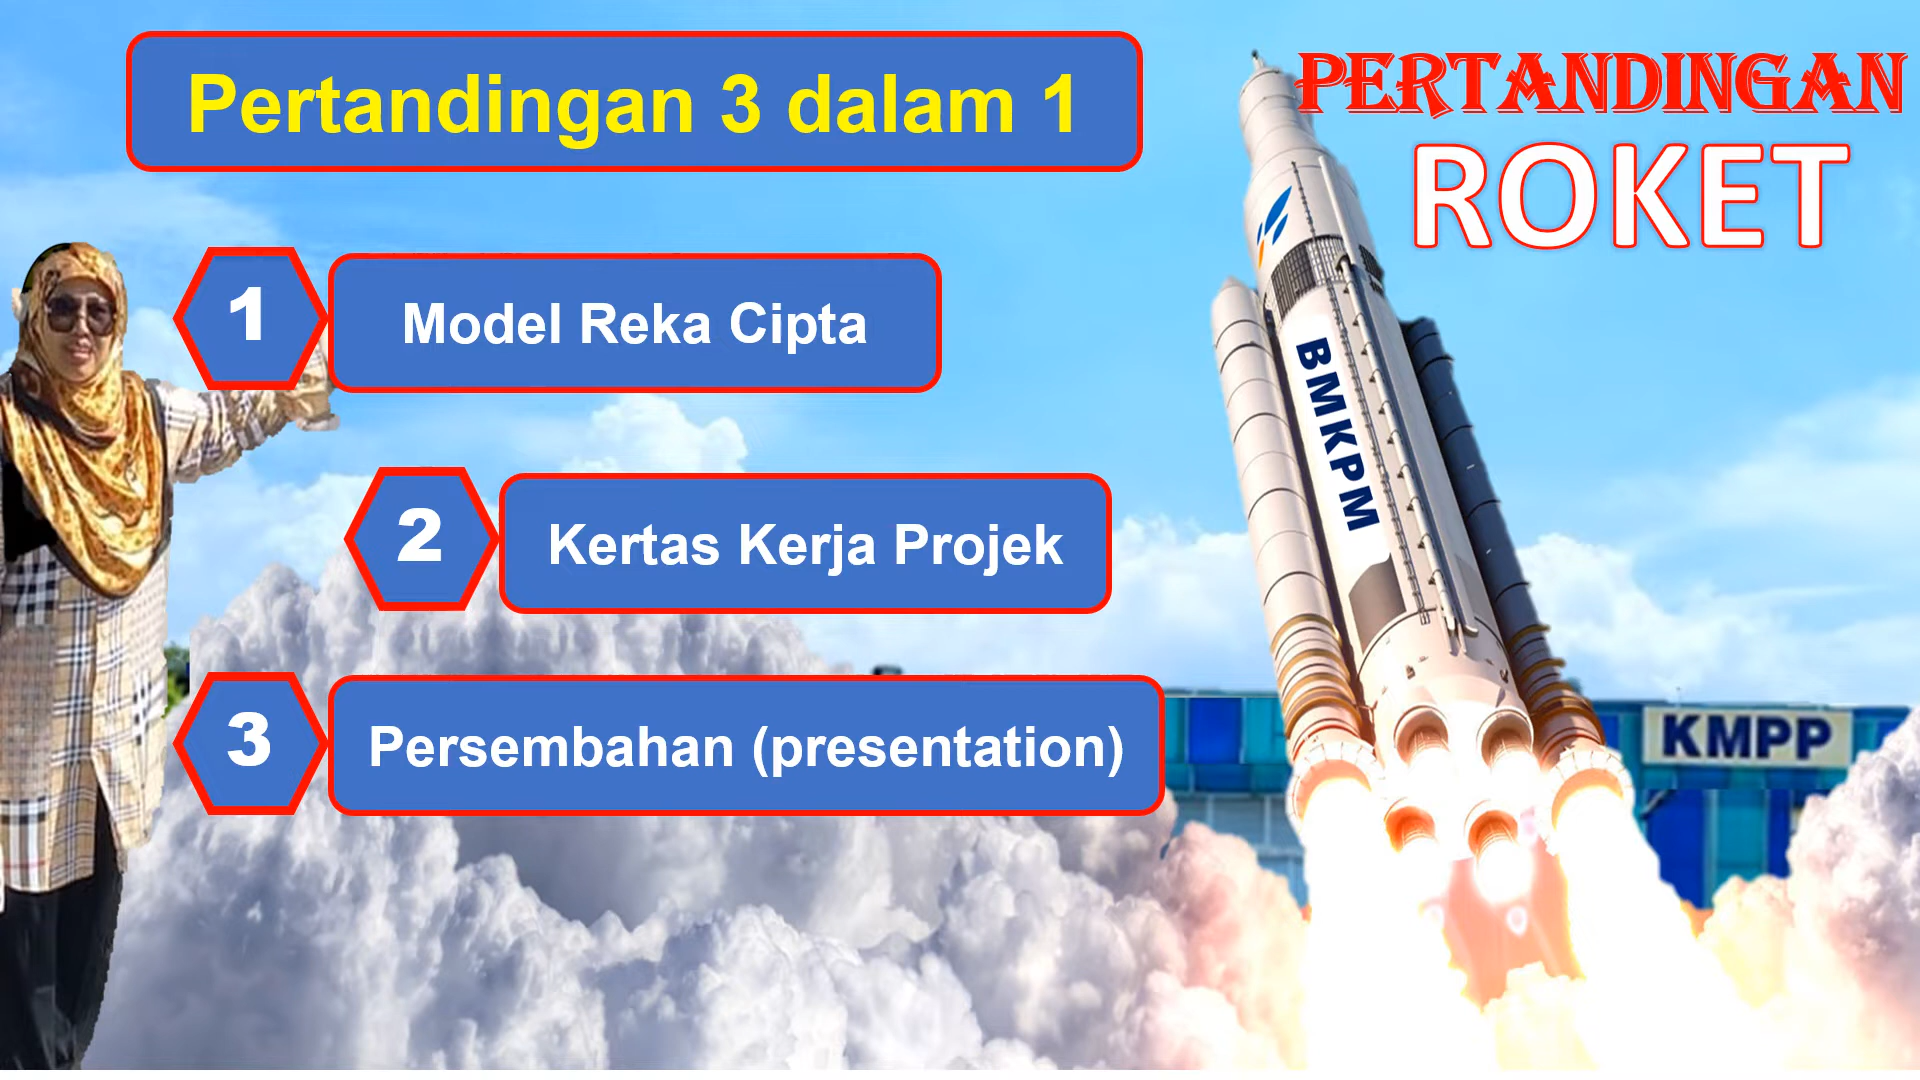 Pertandingan 3 dalam 1
PERTANDINGAN
ROKET
1
Model Reka Cipta
2
Kertas Kerja Projek
3
Persembahan (presentation)
BMKPM
KMPP